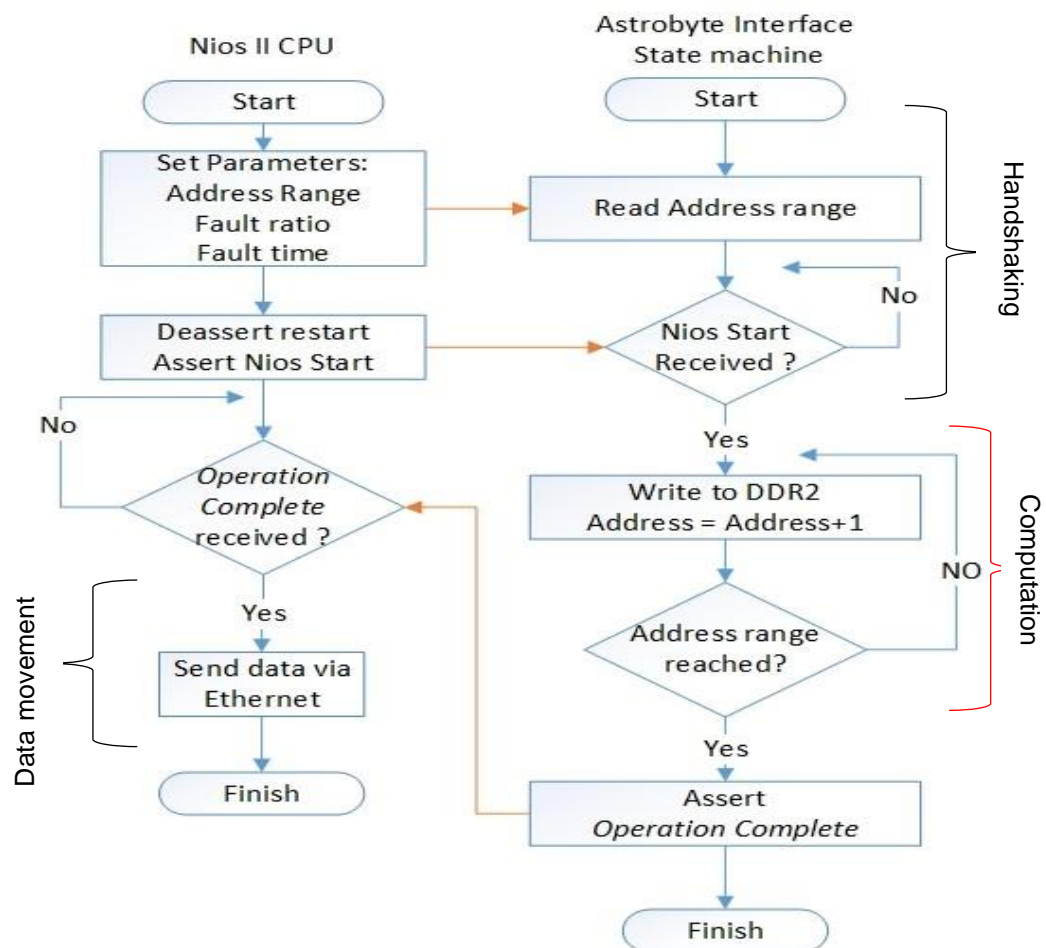 Nios II CPU
Start
Set Parameters:
Address Range
Fault ratio
Fault time
Deassert restart
Assert Nios Start
No
Operation
Complete
received ?
Yes
Send data via
Ethernet
Finish
Data movement
Astrobyte Interface
State machine
Start
Read Address range
No
Nios Start
Received ?
Yes
Write to DDR2
Address = Address+1
NO
Address range
reached?
Yes
Assert
Operation Complete
Finish
Handshaking
Computation